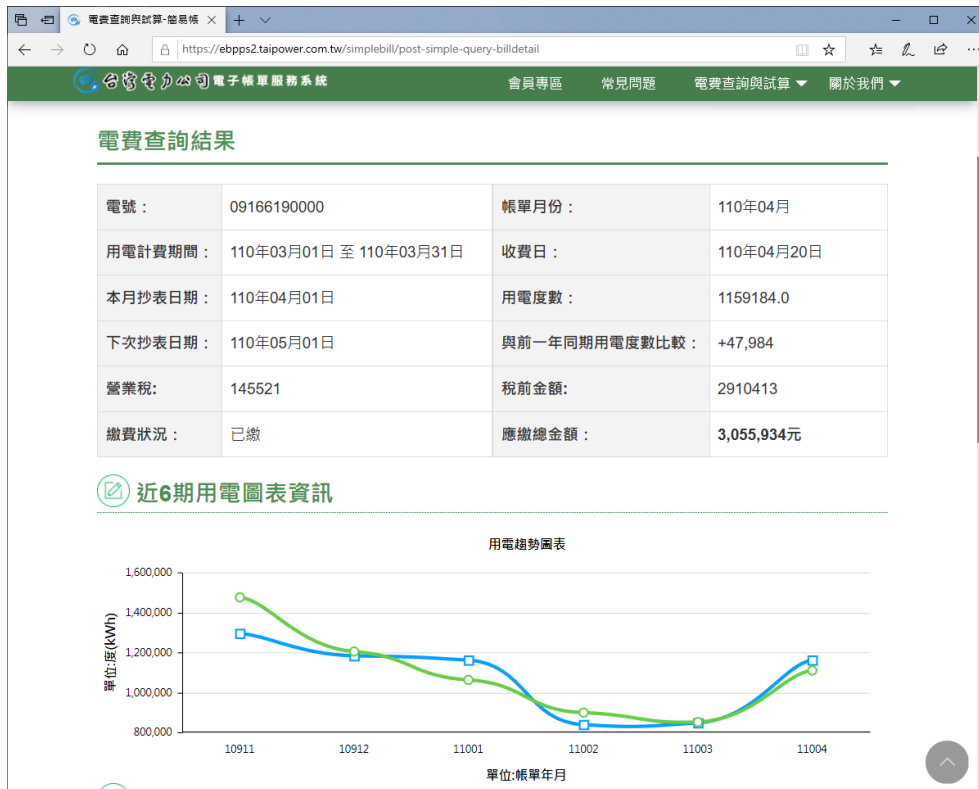 電費查詢與試算-簡易帳
https://ebpps2.taipower.com.tw/simplebill/post-simple-query-billdetail
台灣電力公司電子帳單服務系統 會員專區 常見問題 電費查詢與試算 關於我們
電費查詢結果
電號： 09166190000 帳單月份： 110年04月
用電計費期間： 110年03月01日 至 110年03月31日 收費日： 110年04月20日
本月抄表日期： 110年04月01日 用電度數： 1159184.0
下次抄表日期： 110年05月01日 與前一年同期用電度數比較： +47,984
營業稅: 145521 稅前金額: 2910413
繳費狀況： 已繳 應繳總金額： 3,055,934元
近6期用電圖表資訊
用電趨勢圖表
1,600,000
1,400,000
1,200,000
1,000,000
800,000
單位:度(kWh)
10911 10912 11001 11002 11003 11004
單位:帳單年月